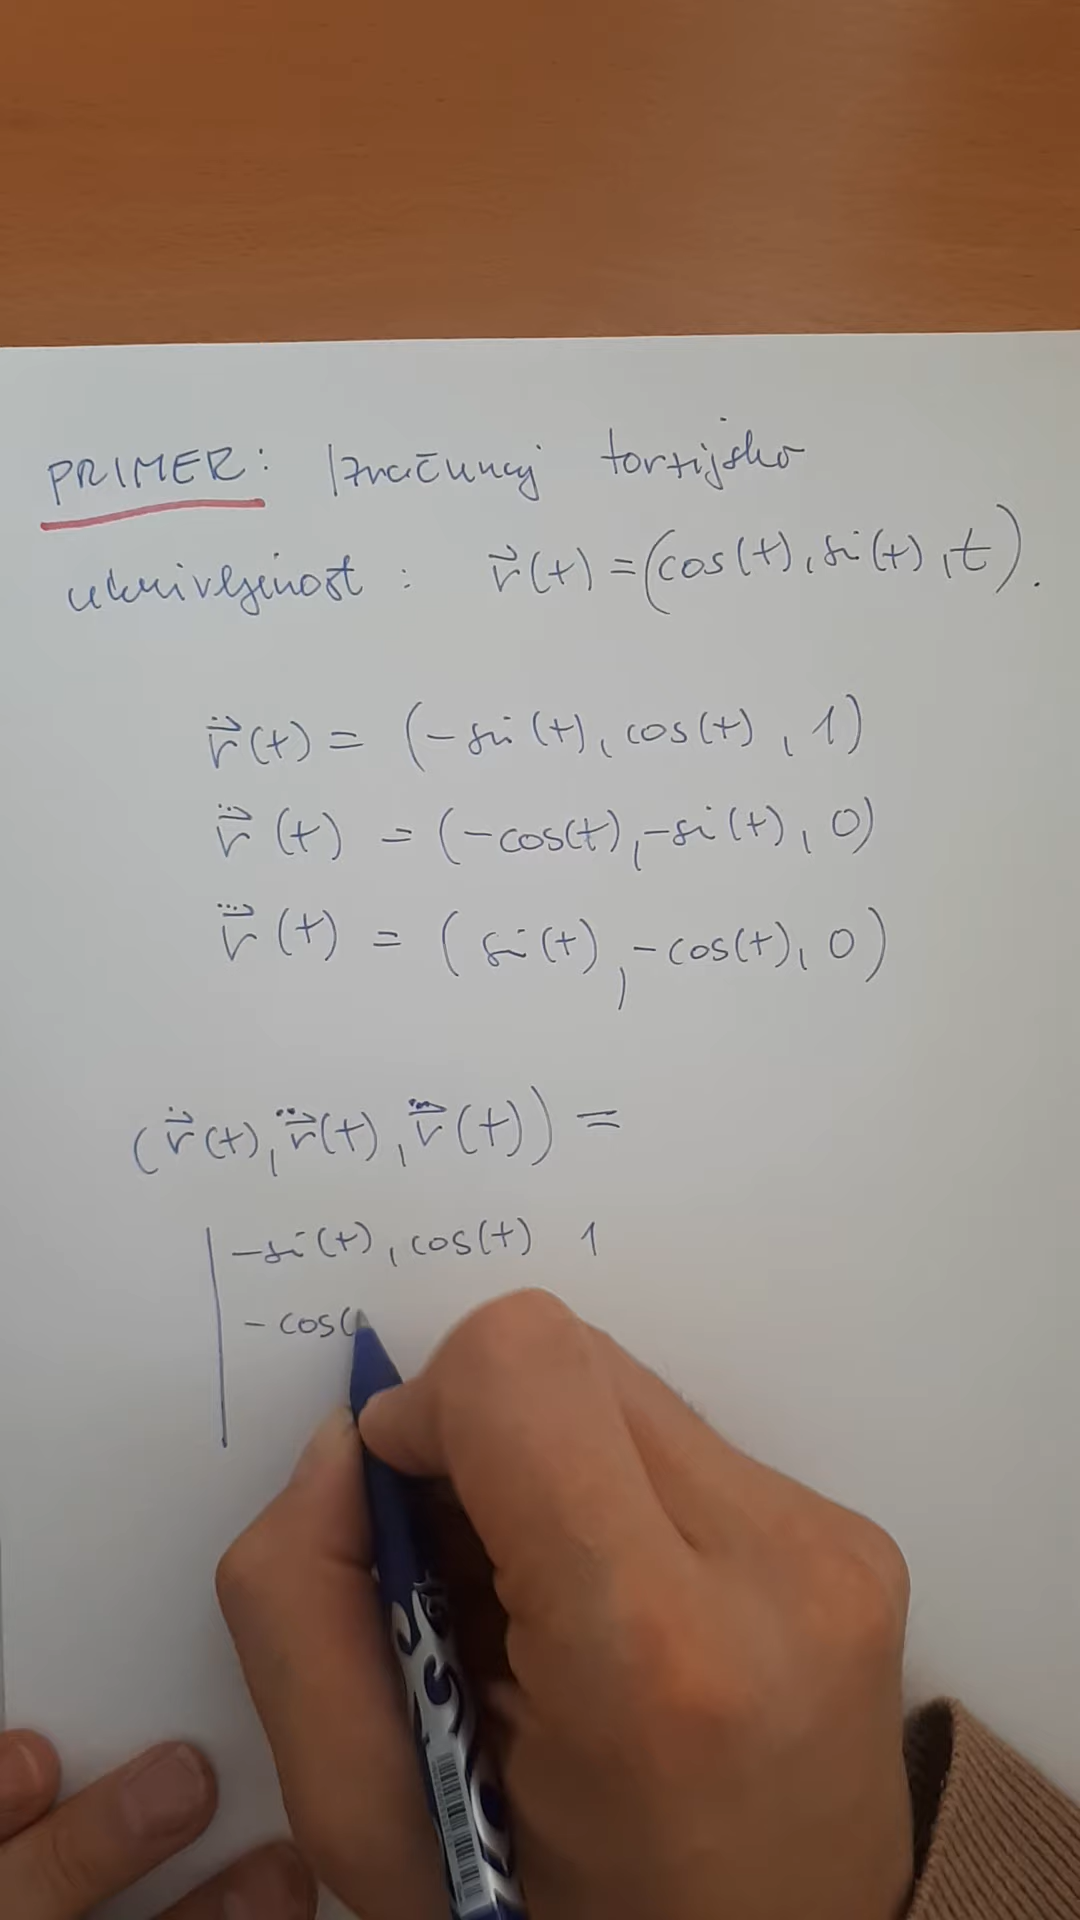 PRIMER: Izračunaj torzijsko
ukrivljenost: r⃗(t) = (cos(t), sin(t), t).
ṙ⃗(t) = (-sin(t), cos(t), 1)
r̈⃗(t) = (-cos(t), -sin(t), 0)
r⃛⃗(t) = (sin(t), -cos(t), 0)
(ṙ⃗(t), r̈⃗(t), r⃛⃗(t)) =
| -sin(t), cos(t) 1
- cos(